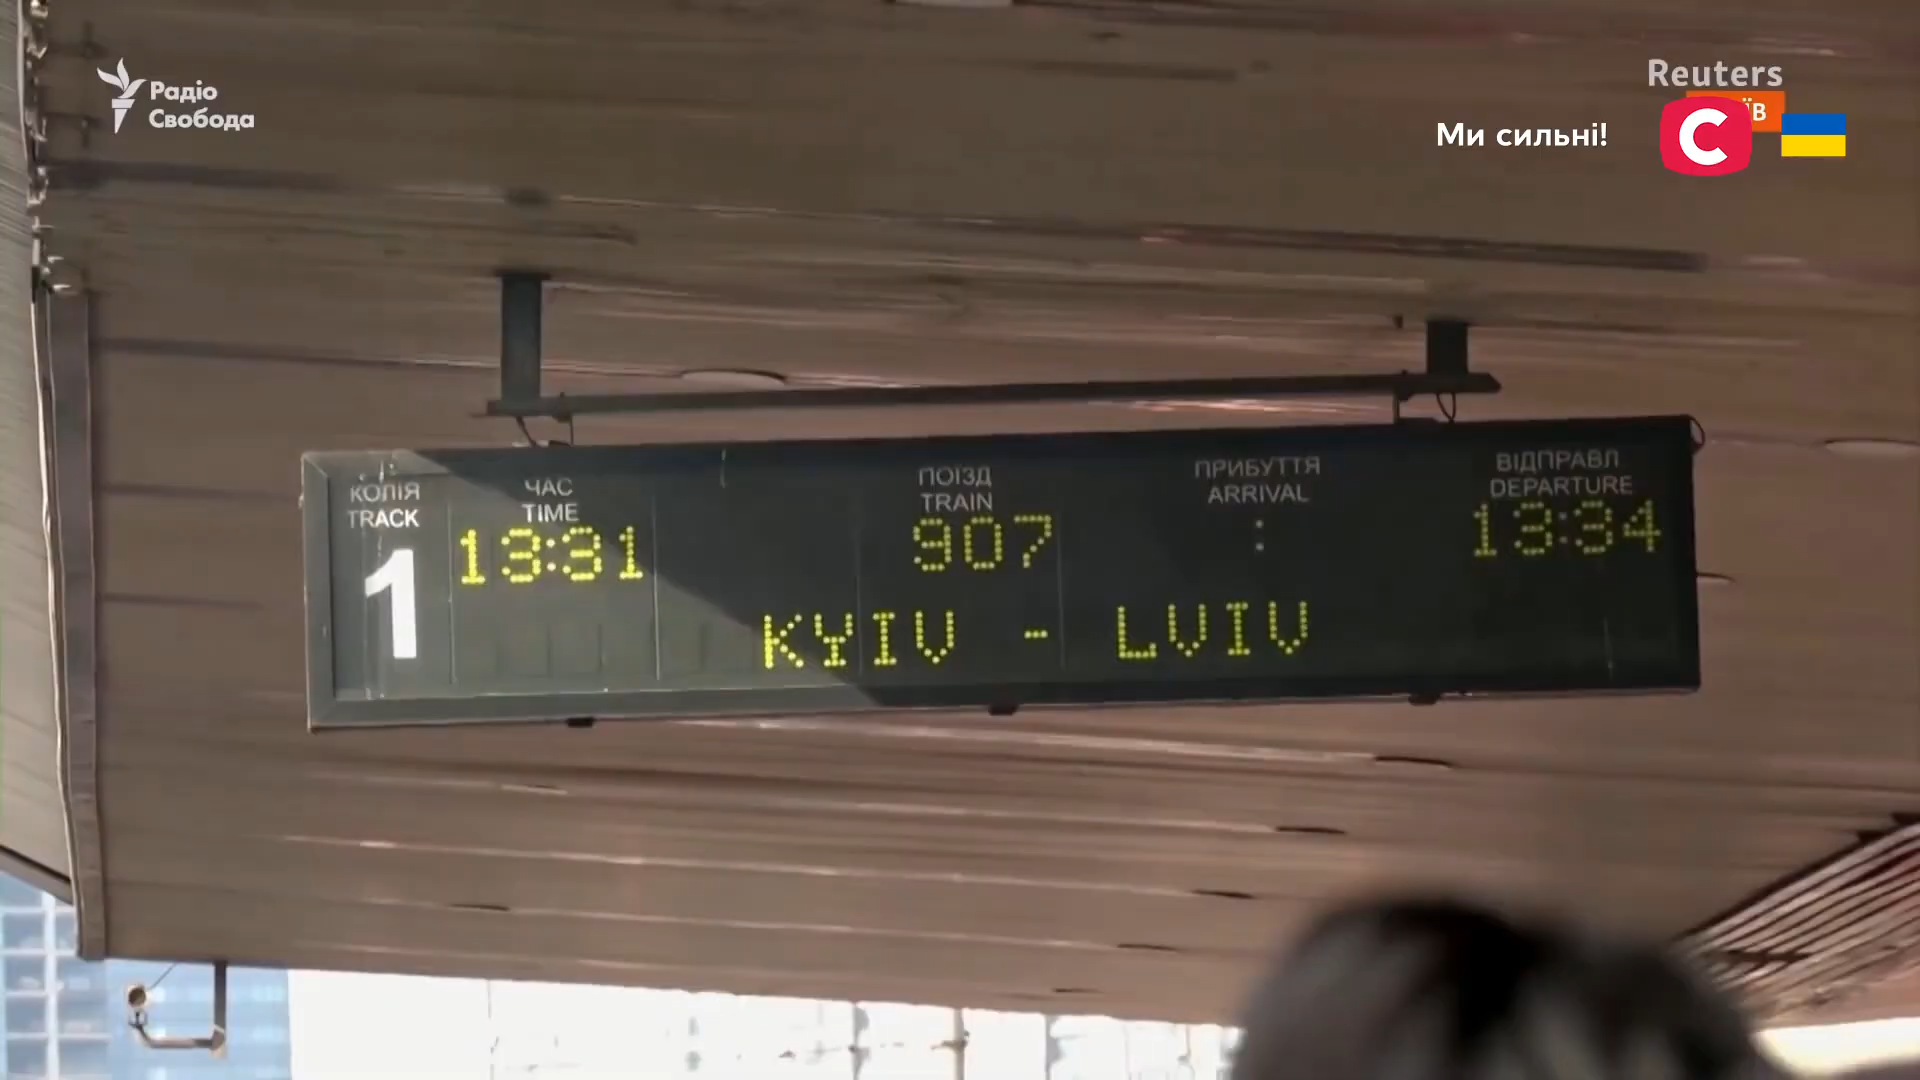 Радіо
Свобода
Reuters
їв
Ми сильні!
С
КОЛІЯ
TRACK
1
ЧАС
TIME
13:31
ПОЇЗД
TRAIN
907
ПРИБУТТЯ
ARRIVAL
:
ВІДПРАВЛ
DEPARTURE
13:34
KYIV - LVIV